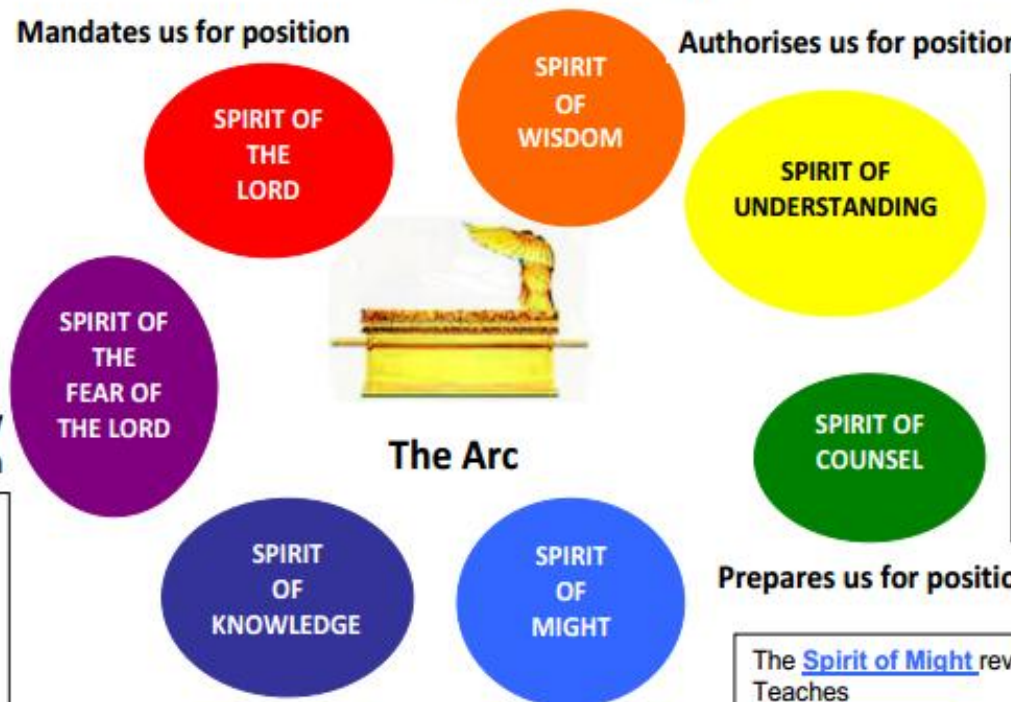 Mandates us for position
Authorises us for position
SPIRIT OF
THE
LORD
SPIRIT
OF
WISDOM
SPIRIT OF
UNDERSTANDING
SPIRIT OF
THE
FEAR OF
THE LORD
The Arc
SPIRIT OF
COUNSEL
SPIRIT
OF
KNOWLEDGE
SPIRIT
OF
MIGHT
Prepares us for positio
The Spirit of Might rev
Teaches